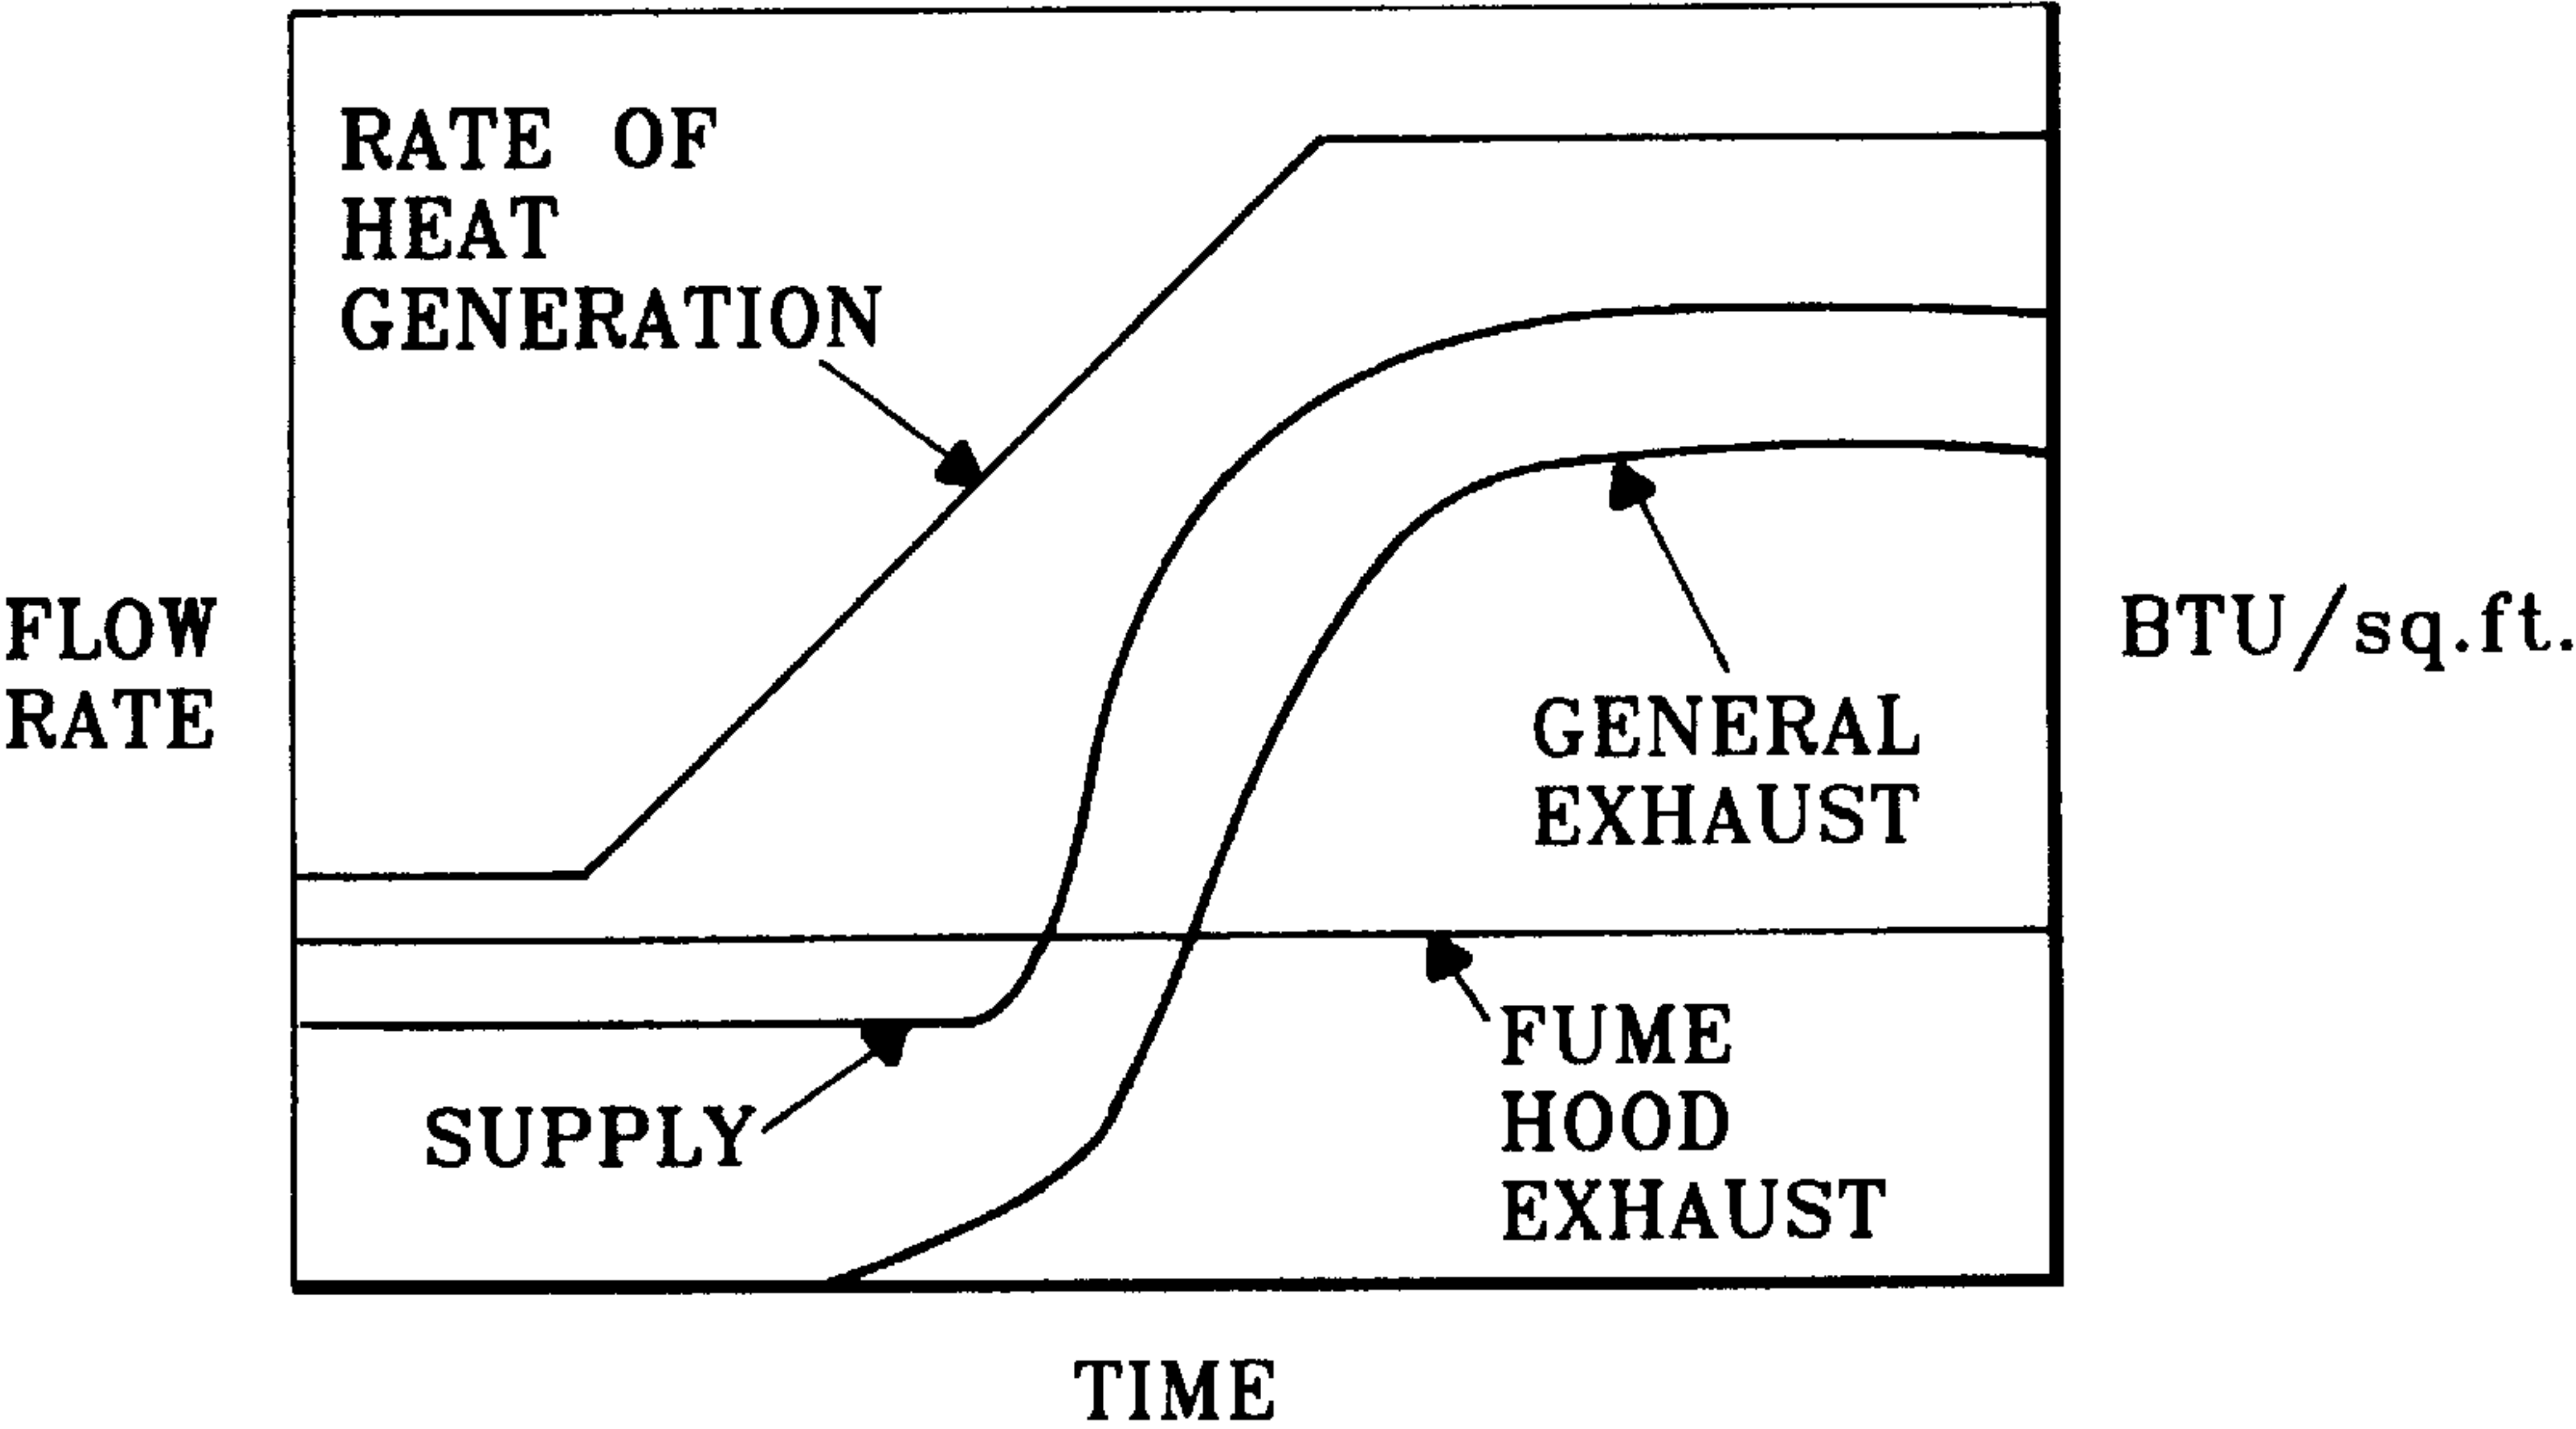 RATE OF
HEAT
GENERATION
FLOW
RATE
BTU/sq.ft.
GENERAL
EXHAUST
SUPPLY
FUME
HOOD
EXHAUST
TIME